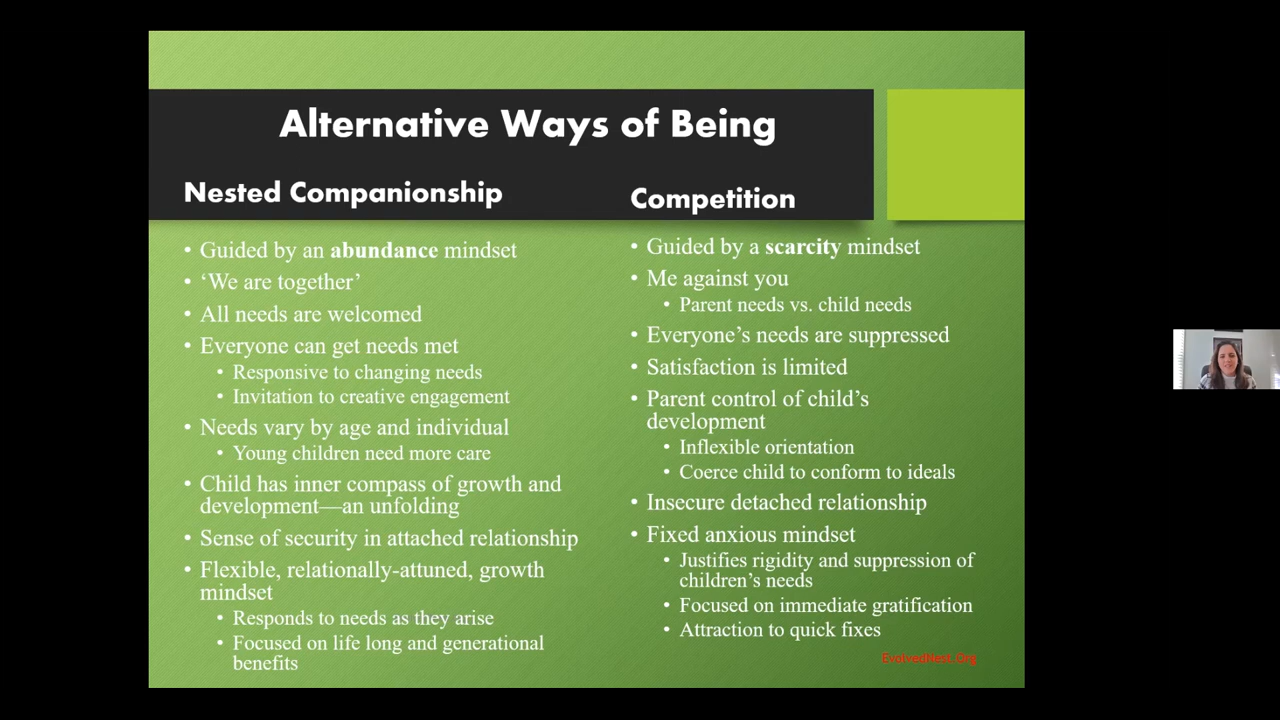 Alternative Ways of Being
Nested Companionship
• Guided by an abundance mindset
• ‘We are together’
• All needs are welcomed
• Everyone can get needs met
• Responsive to changing needs
• Invitation to creative engagement
• Needs vary by age and individual
• Young children need more care
• Child has inner compass of growth and
development—an unfolding
• Sense of security in attached relationship
• Flexible, relationally-attuned, growth
mindset
• Responds to needs as they arise
• Focused on life long and generational
benefits
Competition
• Guided by a scarcity mindset
• Me against you
• Parent needs vs. child needs
• Everyone’s needs are suppressed
• Satisfaction is limited
• Parent control of child’s
development
• Inflexible orientation
• Coerce child to conform to ideals
• Insecure detached relationship
• Fixed anxious mindset
• Justifies rigidity and suppression of
children’s needs
• Focused on immediate gratification
• Attraction to quick fixes
EvolvedNest.Org